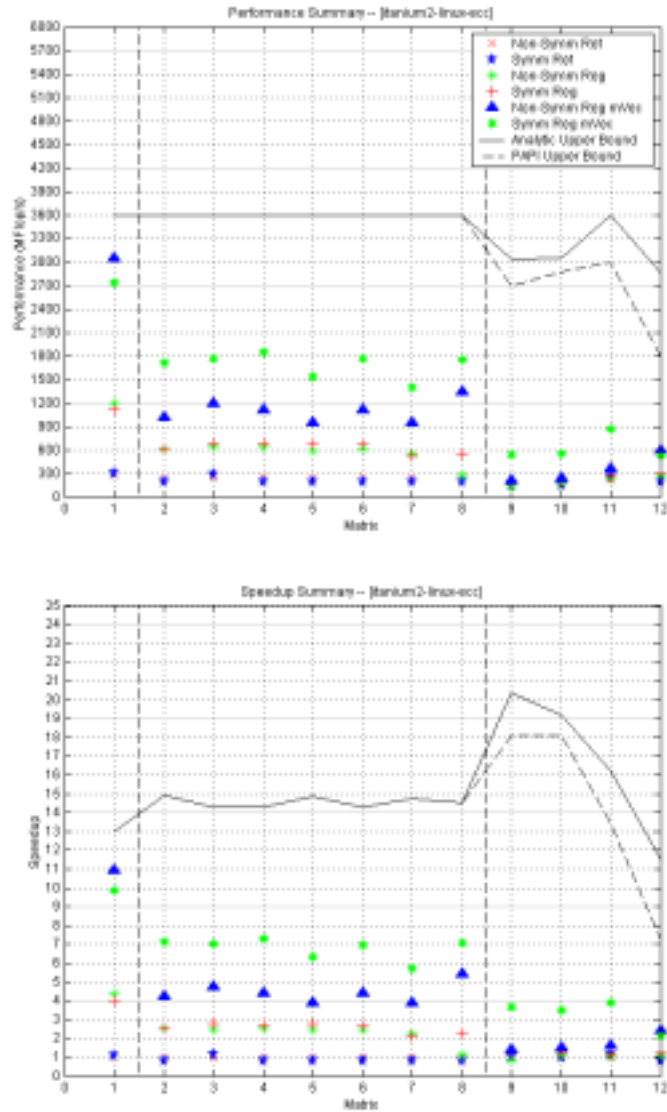 Performance Summary -- [itanium2-linux-ecc]
6000
5700
5400
5100
4800
4500
4200
3900
3600
3300
3000
2700
2400
2100
1800
1500
1200
900
600
300
0
Performance (MFlop/s)
Non-Symm Ref
Symm Ref
Non-Symm Reg
Symm Reg
Non-Symm Reg mVec
Symm Reg mVec
Analytic Upper Bound
PAPI Upper Bound
0 1 2 3 4 5 6 7 8 9 10 11 12
Matrix
Speedup Summary -- [itanium2-linux-ecc]
25
24
23
22
21
20
19
18
17
16
15
14
13
12
11
10
9
8
7
6
5
4
3
2
1
0
Speedup
0 1 2 3 4 5 6 7 8 9 10 11 12
Matrix